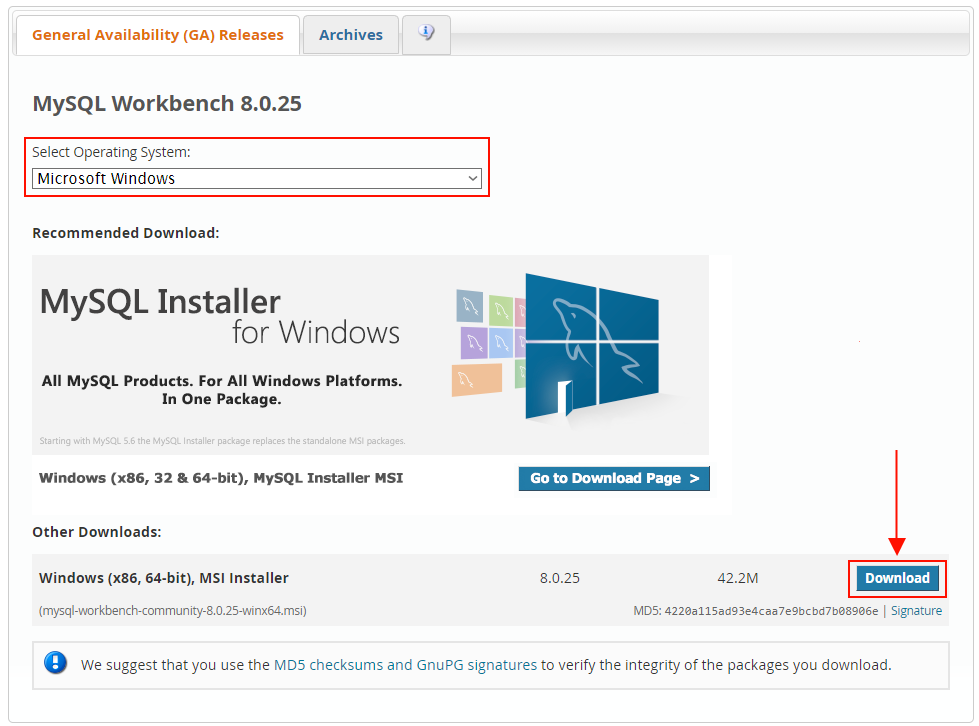 General Availability (GA) Releases
Archives
MySQL Workbench 8.0.25
Select Operating System:
Microsoft Windows
Recommended Download:
MySQL Installer
for Windows
All MySQL Products. For All Windows Platforms.
In One Package.
Starting with MySQL 5.6 the MySQL Installer package replaces the standalone MSI packages.
Windows (x86, 32 & 64-bit), MySQL Installer MSI
Go to Download Page >
Other Downloads:
Windows (x86, 64-bit), MSI Installer 8.0.25 42.2M Download
(mysql-workbench-community-8.0.25-winx64.msi) MD5: 4220a115ad93e4caa7e9bcbd7b08906e | Signature
We suggest that you use the MD5 checksums and GnuPG signatures to verify the integrity of the packages you download.